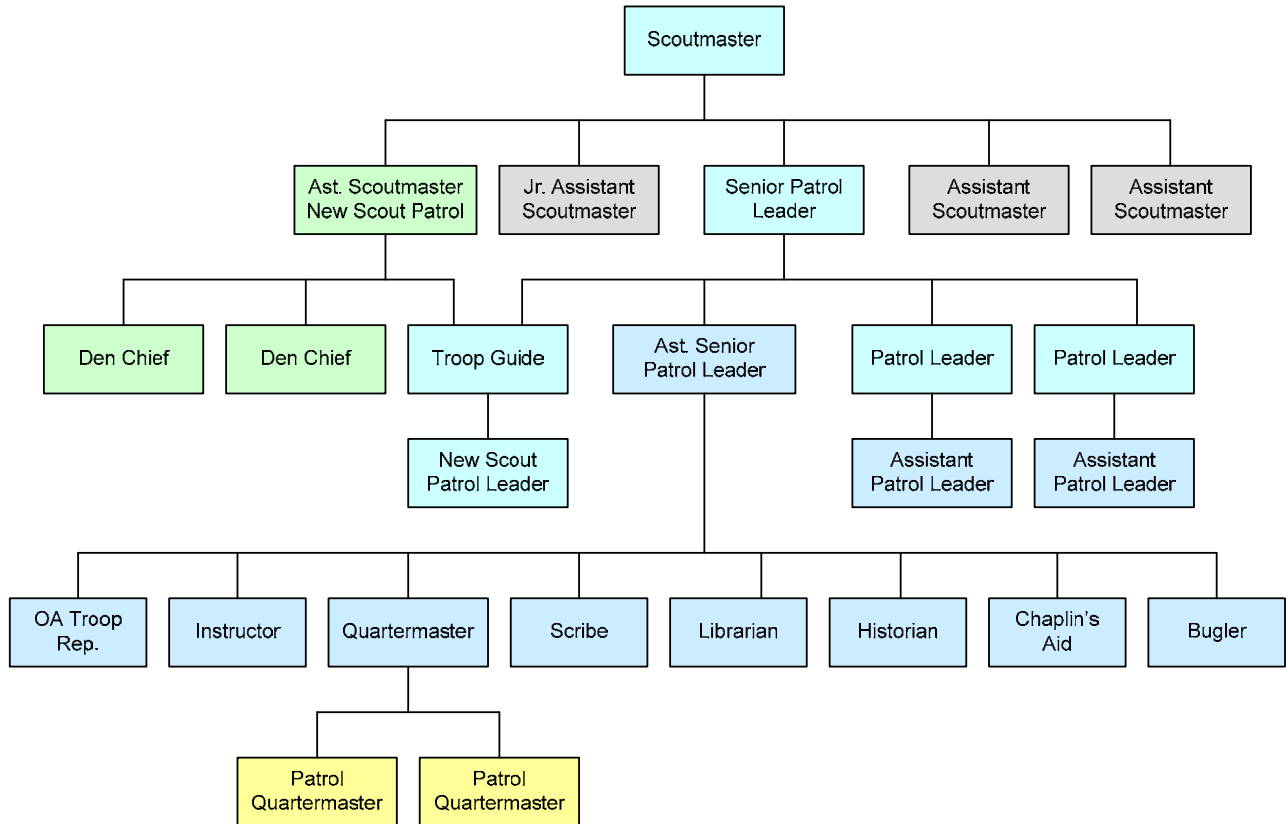 Scoutmaster
Ast. Scoutmaster
New Scout Patrol
Jr. Assistant
Scoutmaster
Senior Patrol
Leader
Assistant
Scoutmaster
Assistant
Scoutmaster
Den Chief
Den Chief
Troop Guide
Ast. Senior
Patrol Leader
Patrol Leader
Patrol Leader
New Scout
Patrol Leader
Assistant
Patrol Leader
Assistant
Patrol Leader
OA Troop
Rep.
Instructor
Quartermaster
Scribe
Librarian
Historian
Chaplin's
Aid
Bugler
Patrol
Quartermaster
Patrol
Quartermaster